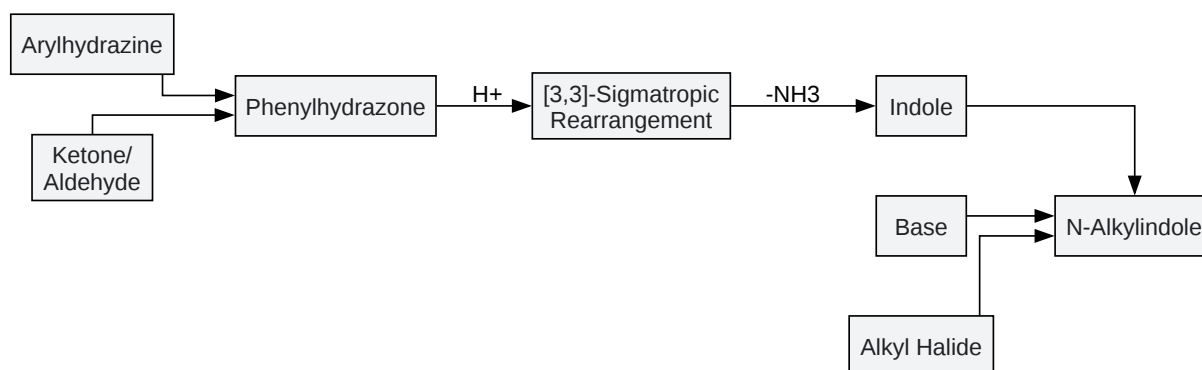 Arylhydrazine
Ketone/
Aldehyde
Phenylhydrazone
H+
[3,3]-Sigmatropic
Rearrangement
-NH3
Indole
Base
Alkyl Halide
N-Alkylindole